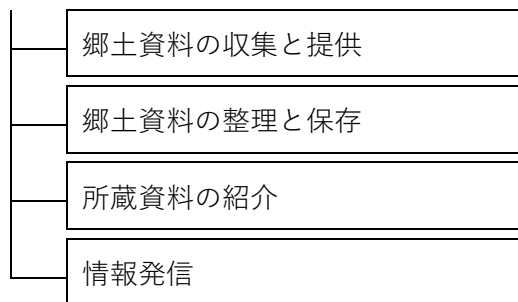 郷土資料の収集と提供
郷土資料の整理と保存
所蔵資料の紹介
情報発信